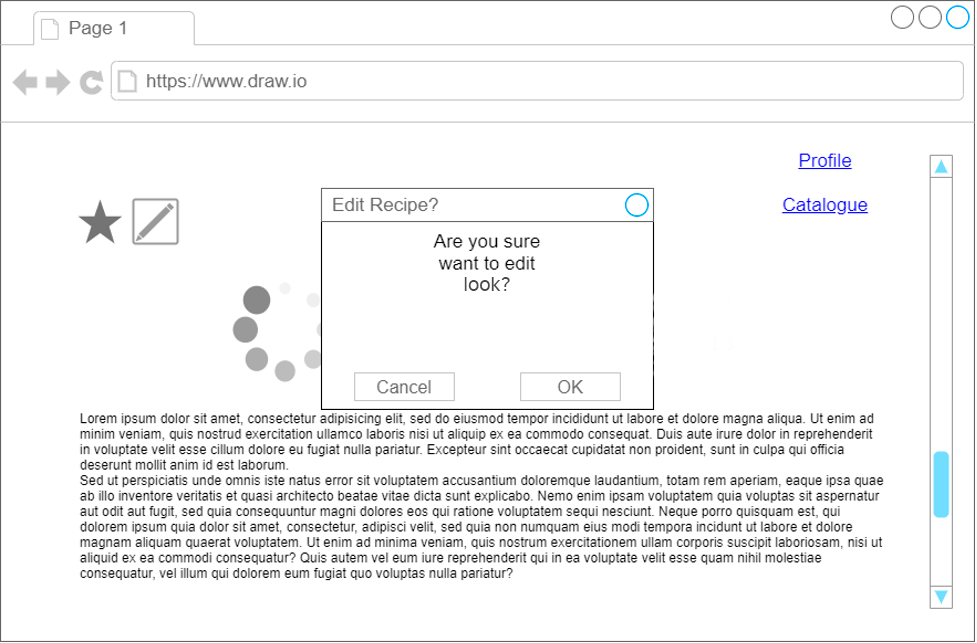 Page 1
https://www.draw.io
Profile
Catalogue
Edit Recipe?
Are you sure
want to edit
look?
Cancel
OK
Lorem ipsum dolor sit amet, consectetur adipisicing elit, sed do eiusmod tempor incididunt ut labore et dolore magna aliqua. Ut enim ad
minim veniam, quis nostrud exercitation ullamco laboris nisi ut aliquip ex ea commodo consequat. Duis aute irure dolor in reprehenderit
in voluptate velit esse cillum dolore eu fugiat nulla pariatur. Excepteur sint occaecat cupidatat non proident, sunt in culpa qui officia
deserunt mollit anim id est laborum.
Sed ut perspiciatis unde omnis iste natus error sit voluptatem accusantium doloremque laudantium, totam rem aperiam, eaque ipsa quae
ab illo inventore veritatis et quasi architecto beatae vitae dicta sunt explicabo. Nemo enim ipsam voluptatem quia voluptas sit aspernatur
aut odit aut fugit, sed quia consequuntur magni dolores eos qui ratione voluptatem sequi nesciunt. Neque porro quisquam est, qui
dolorem ipsum quia dolor sit amet, consectetur, adipisci velit, sed quia non numquam eius modi tempora incidunt ut labore et dolore
magnam aliquam quaerat voluptatem. Ut enim ad minima veniam, quis nostrum exercitationem ullam corporis suscipit laboriosam, nisi ut
aliquid ex ea commodi consequatur? Quis autem vel eum iure reprehenderit qui in ea voluptate velit esse quam nihil molestiae
consequatur, vel illum qui dolorem eum fugiat quo voluptas nulla pariatur?